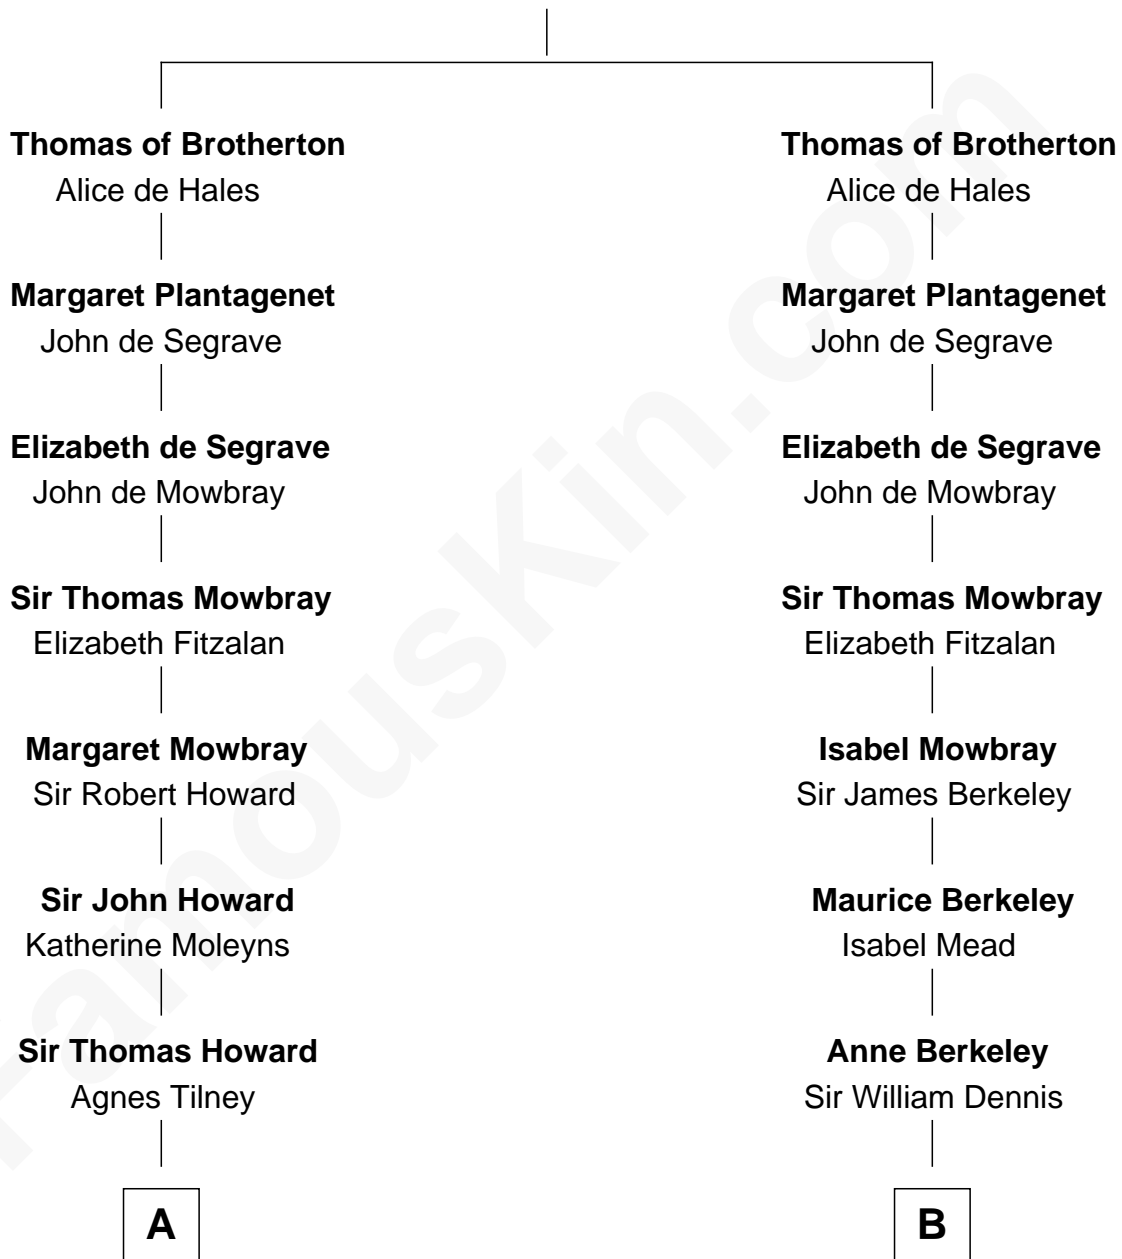 Thomas of Brotherton
Alice de Hales
Margaret Plantagenet
John de Segrave
Elizabeth de Segrave
John de Mowbray
Sir Thomas Mowbray
Elizabeth Fitzalan
Margaret Mowbray
Sir Robert Howard
Sir John Howard
Katherine Moleyns
Sir Thomas Howard
Agnes Tilney
A
Thomas of Brotherton
Alice de Hales
Margaret Plantagenet
John de Segrave
Elizabeth de Segrave
John de Mowbray
Sir Thomas Mowbray
Elizabeth Fitzalan
Isabel Mowbray
Sir James Berkeley
Maurice Berkeley
Isabel Mead
Anne Berkeley
Sir William Dennis
B
FamousKin.com